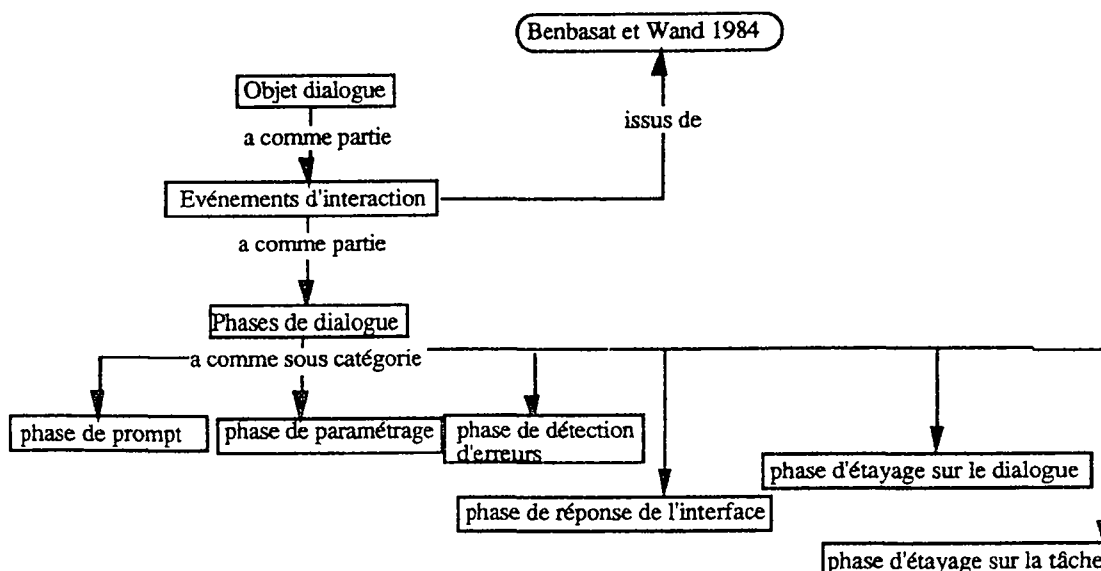 Benbasat et Wand 1984
Objet dialogue
issus de
a comme partie
Evénements d'interaction
a comme partie
Phases de dialogue
a comme sous catégorie
phase de prompt
phase de paramétrage
phase de détection
d'erreurs
phase d'étayage sur le dialogue
phase de réponse de l'interface
phase d'étayage sur la tâche